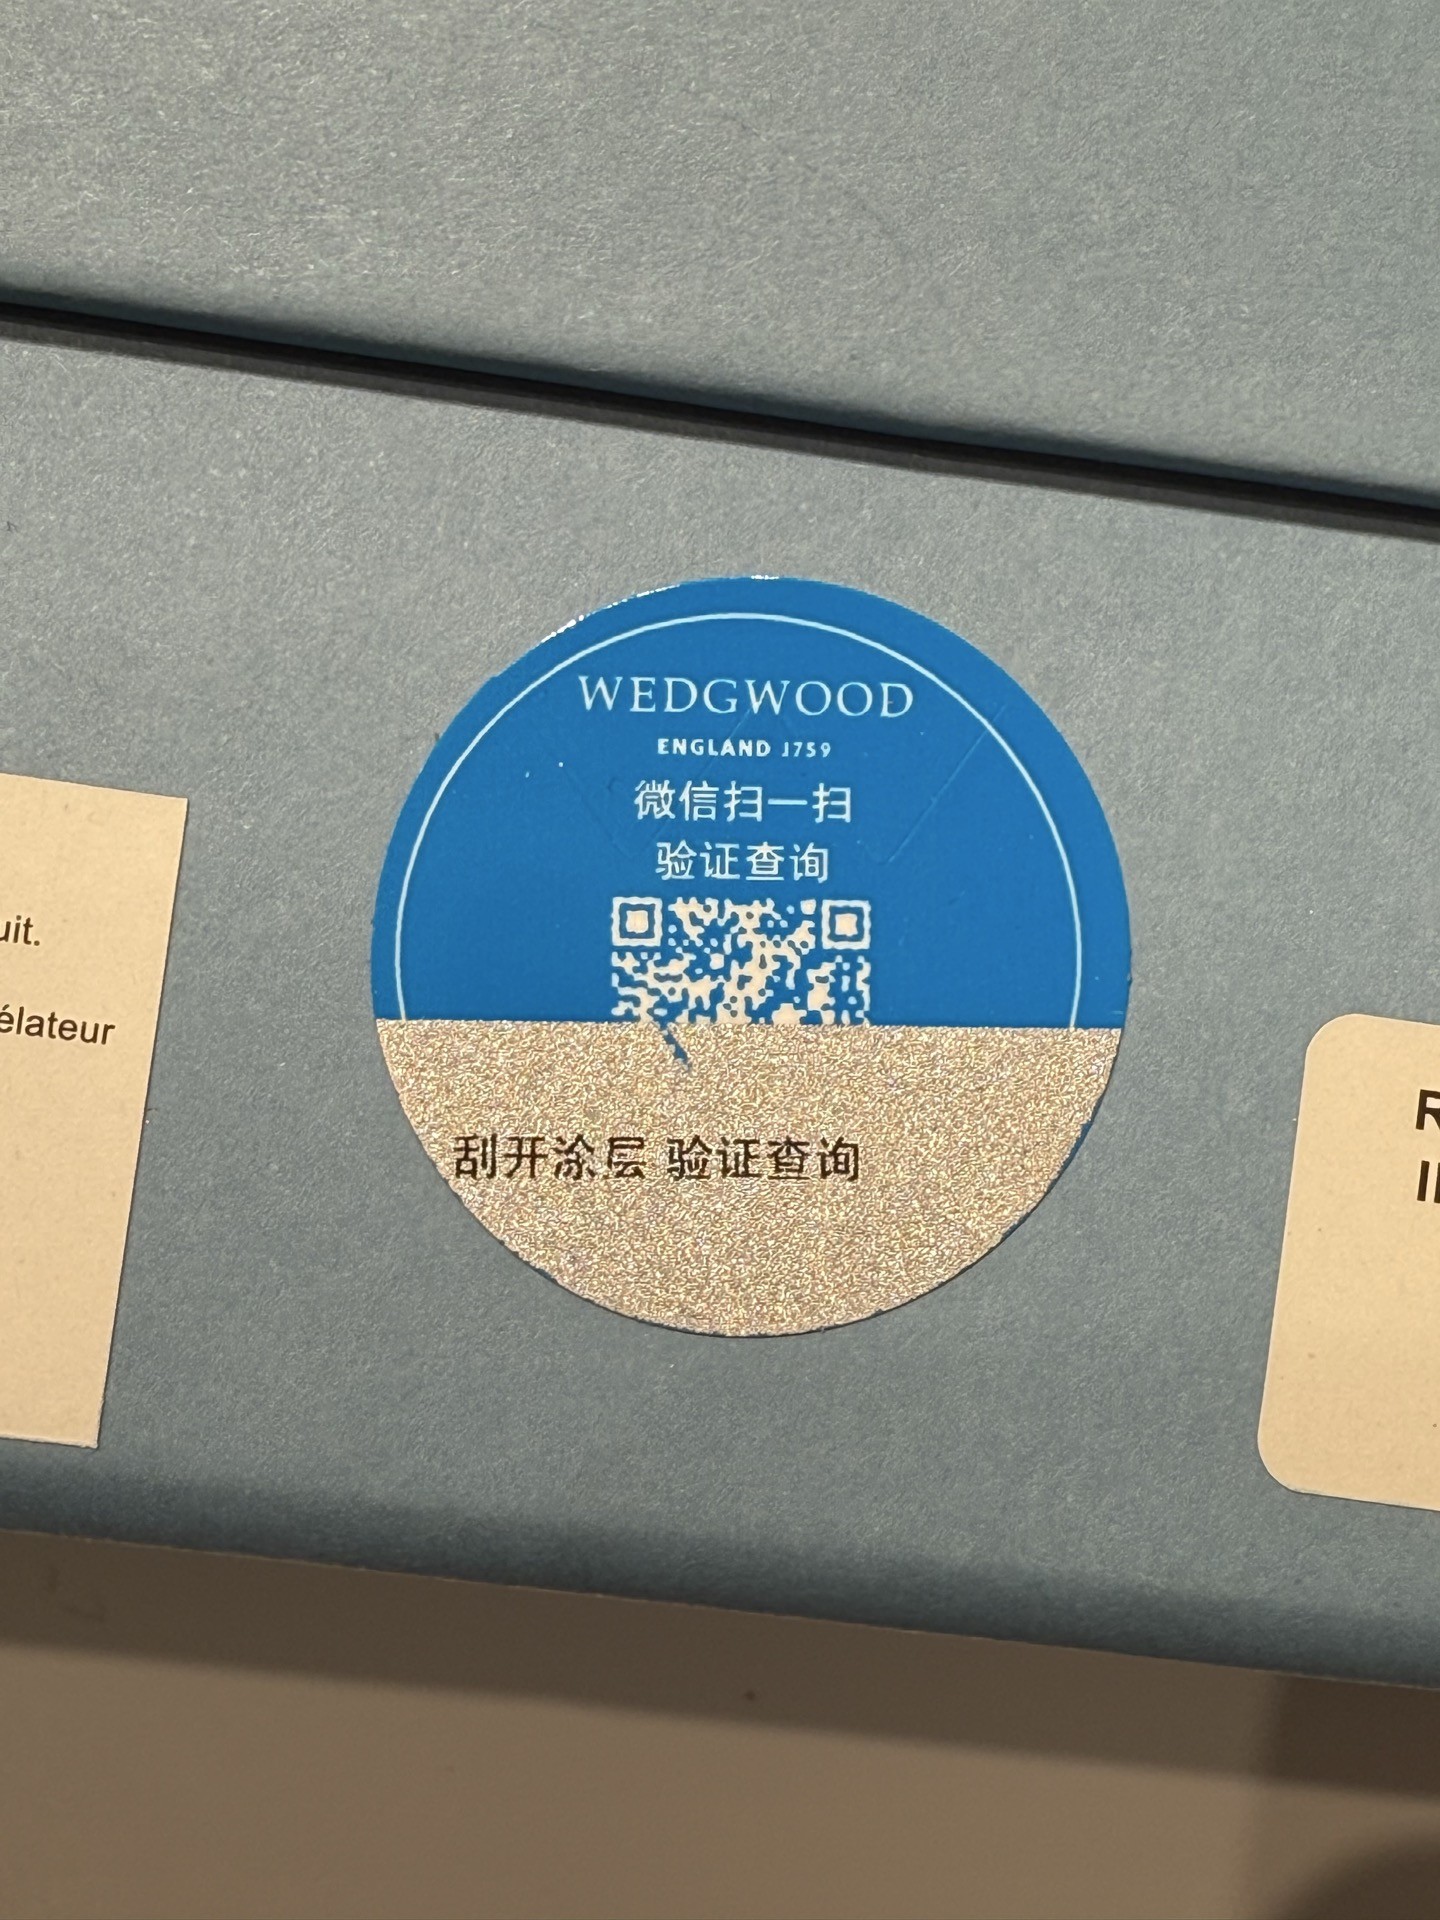 WEDGWOOD
ENGLAND 1759
微信扫一扫
验证查询
刮开涂层 验证查询
uit.
élateur
R